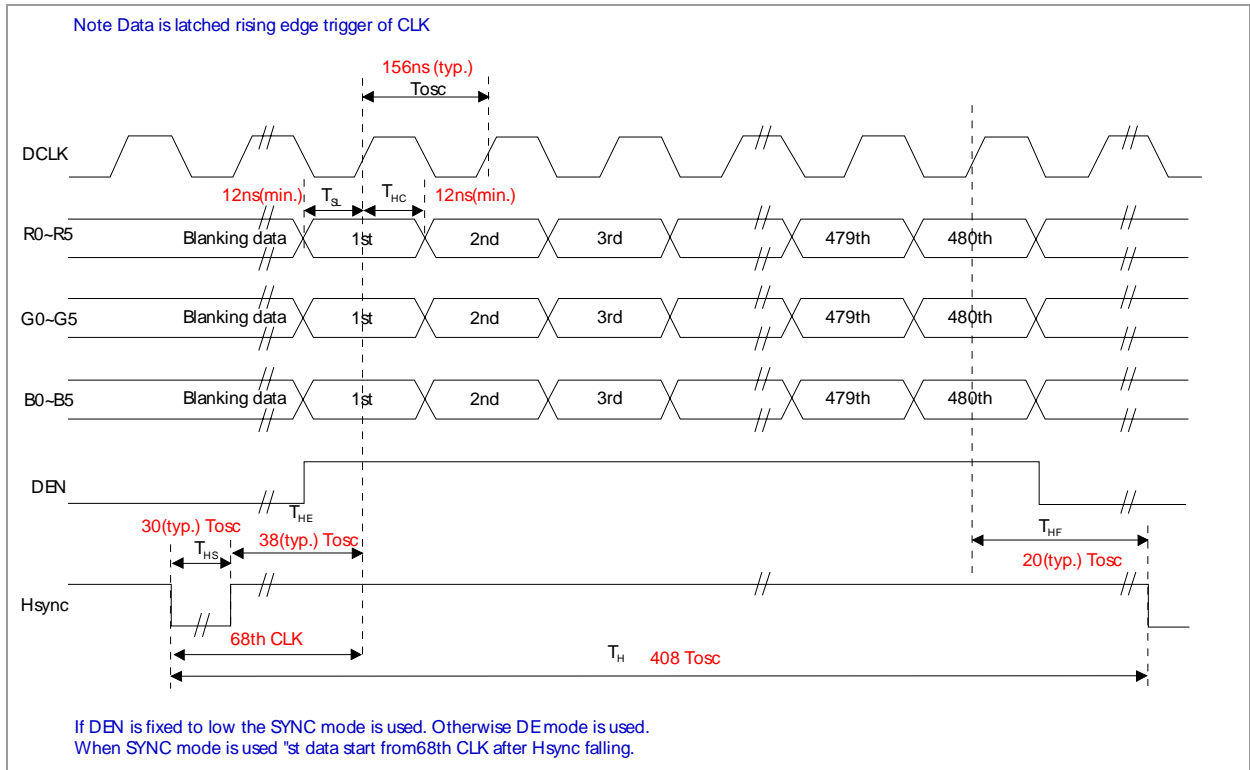 Note Data is latched rising edge trigger of CLK
156ns (typ.)
Tosc
DCLK
12ns(min.) TSL THC 12ns(min.)
R0~R5 Blanking data 1st 2nd 3rd 479th 480th
G0~G5 Blanking data 1st 2nd 3rd 479th 480th
B0~B5 Blanking data 1st 2nd 3rd 479th 480th
DEN
THE
30(typ.) Tosc
THS
38(typ.) Tosc
THF
20(typ.) Tosc
Hsync
68th CLK
TH 408 Tosc
If DEN is fixed to low the SYNC mode is used. Otherwise DE mode is used.
When SYNC mode is used "st data start from68th CLK after Hsync falling.